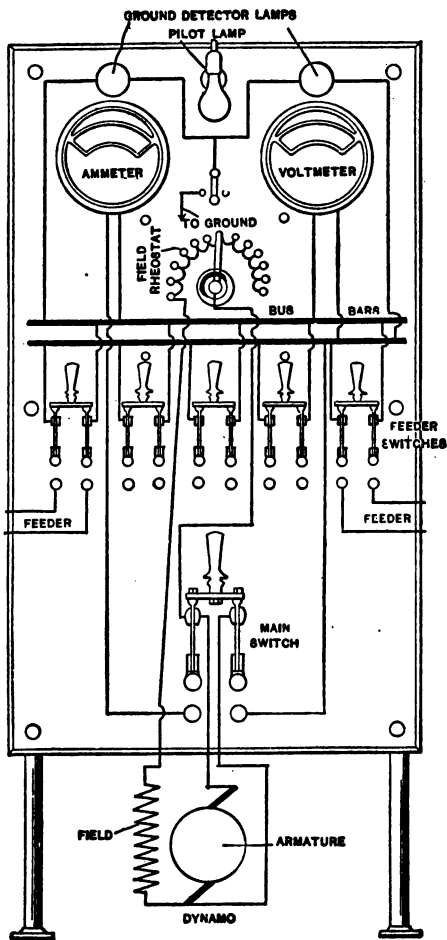 GROUND DETECTOR LAMPS
PILOT LAMP
AMMETER
VOLTMETER
TO GROUND
FIELD
RHEOSTAT
BUS BARS
FEEDER
SWITCHES
FEEDER
FEEDER
MAIN
SWITCH
FIELD
ARMATURE
DYNAMO